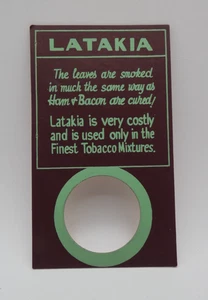 LATAKIA
The leaves are smoked
in much the same way as
Ham & Bacon are cured!
Latakia is very costly
and is used only in the
Finest Tobacco Mixtures.